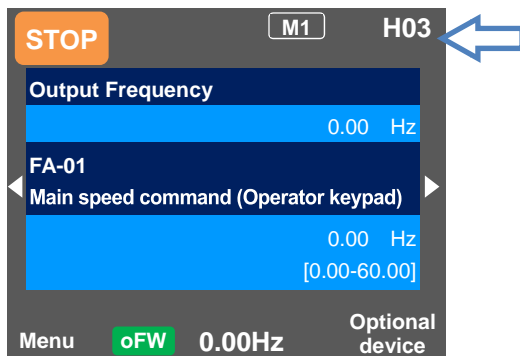 STOP M1 H03
Output Frequency
0.00 Hz
FA-01
Main speed command (Operator keypad)
0.00 Hz
[0.00-60.00]
Menu oFW 0.00Hz Optional
device